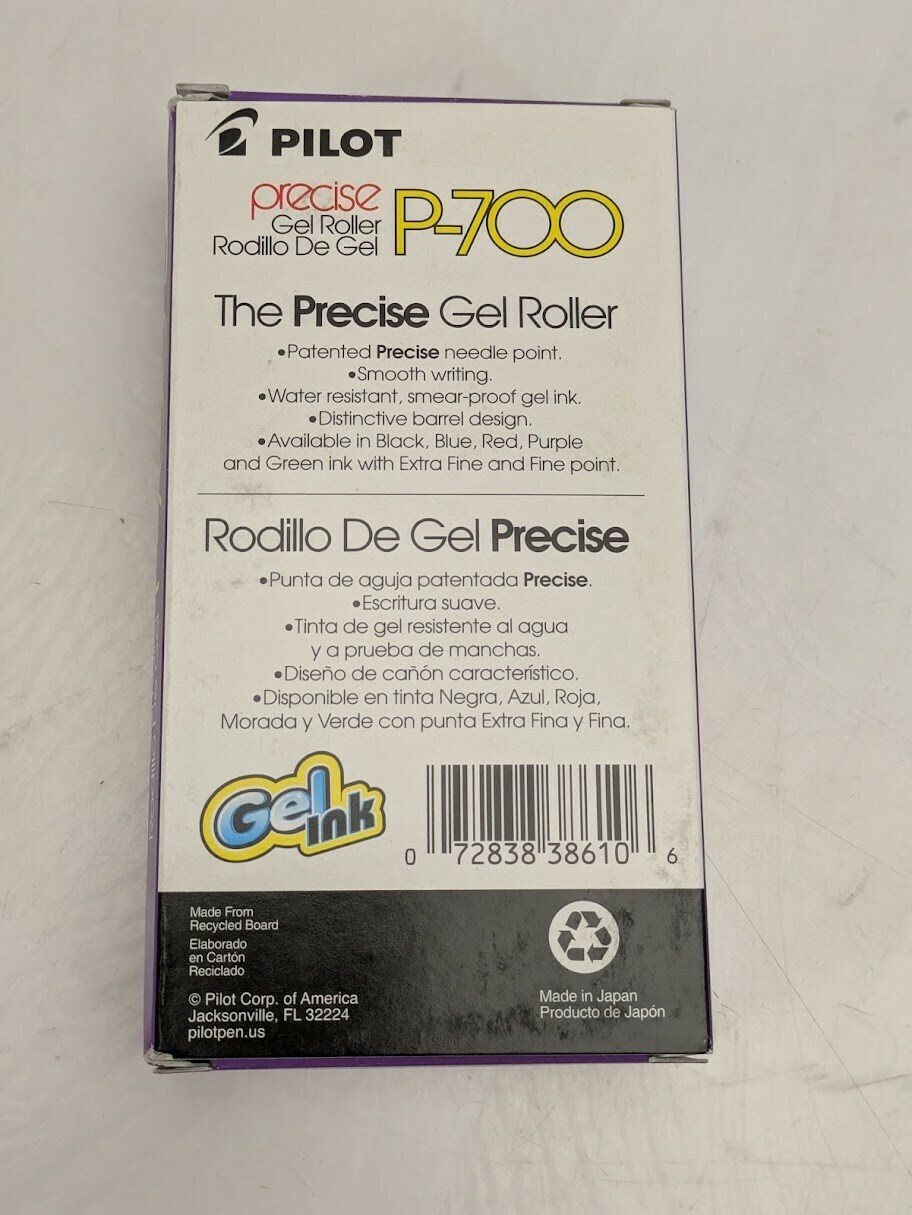 PILOT
precise
Gel Roller
Rodillo De Gel
P-700
The Precise Gel Roller
•Patented Precise needle point.
•Smooth writing.
•Water resistant, smear-proof gel ink.
•Distinctive barrel design.
•Available in Black, Blue, Red, Purple
and Green ink with Extra Fine and Fine point.
Rodillo De Gel Precise
•Punta de aguja patentada Precise.
•Escritura suave.
•Tinta de gel resistente al agua
y a prueba de manchas.
•Diseño de cañón característico.
•Disponible en tinta Negra, Azul, Roja,
Morada y Verde con punta Extra Fina y Fina.
Gel
ink
0 72838 38610 6
Made From
Recycled Board
Elaborado
en Cartón
Reciclado
© Pilot Corp. of America
Jacksonville, FL 32224
pilotpen.us
Made in Japan
Producto de Japón